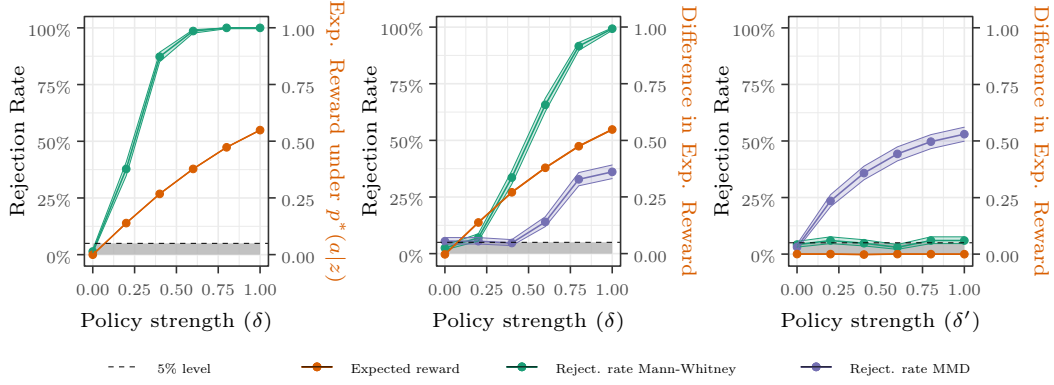 100%
75%
50%
25%
0%
Rejection Rate
1.00
0.75
0.50
0.25
0.00
Exp. Reward under p*(a|z)
0.00 0.25 0.50 0.75 1.00
Policy strength (δ)
100%
75%
50%
25%
0%
Rejection Rate
1.00
0.75
0.50
0.25
0.00
Difference in Exp. Reward
0.00 0.25 0.50 0.75 1.00
Policy strength (δ)
100%
75%
50%
25%
0%
Rejection Rate
1.00
0.75
0.50
0.25
0.00
Difference in Exp. Reward
0.00 0.25 0.50 0.75 1.00
Policy strength (δ′)
5% level
Expected reward
Reject. rate Mann-Whitney
Reject. rate MMD